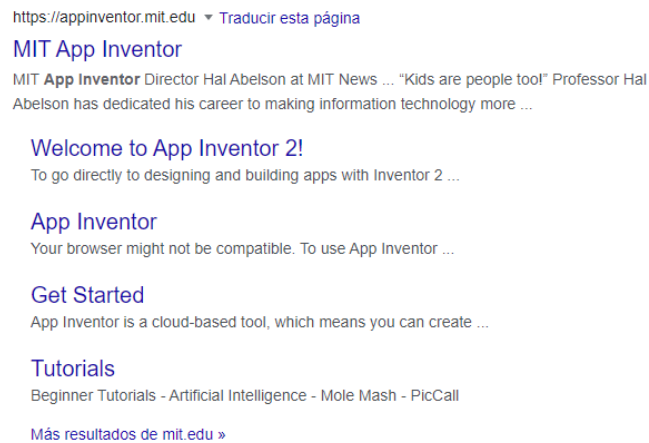 https://appinventor.mit.edu ▾ Traducir esta página
MIT App Inventor
MIT App Inventor Director Hal Abelson at MIT News ... “Kids are people too!” Professor Hal
Abelson has dedicated his career to making information technology more ...
Welcome to App Inventor 2!
To go directly to designing and building apps with Inventor 2 ...
App Inventor
Your browser might not be compatible. To use App Inventor ...
Get Started
App Inventor is a cloud-based tool, which means you can create ...
Tutorials
Beginner Tutorials - Artificial Intelligence - Mole Mash - PicCall
Más resultados de mit.edu »